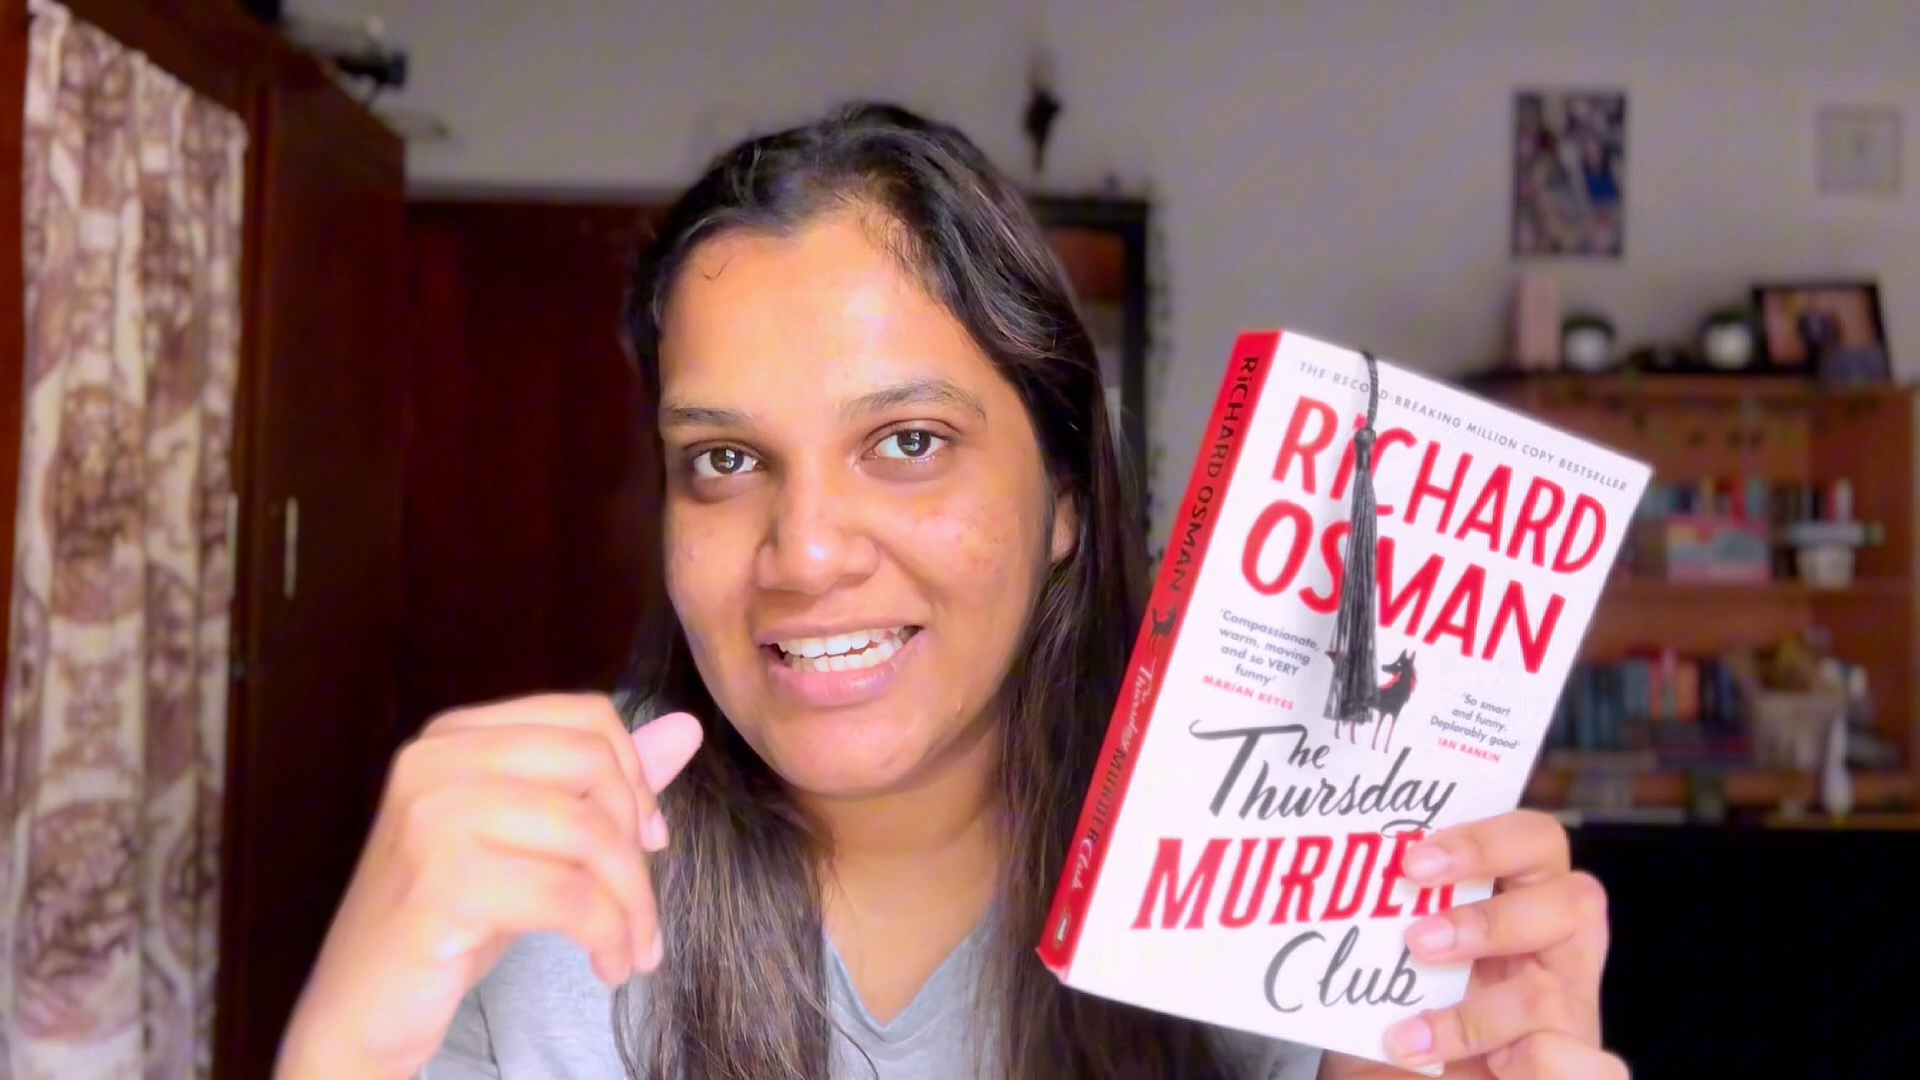 THE RECORD-BREAKING MILLION COPY BESTSELLER
RiCHARD
OSMAN
'Compassionate,
warm, moving
and so VERY
funny'
MARIAN KEYES
'So smart
and funny.
Deplorably good'
IAN RANKIN
The
Thursday
MURDER
Club
RiCHARD OSMAN
The Thursday MURDER Club